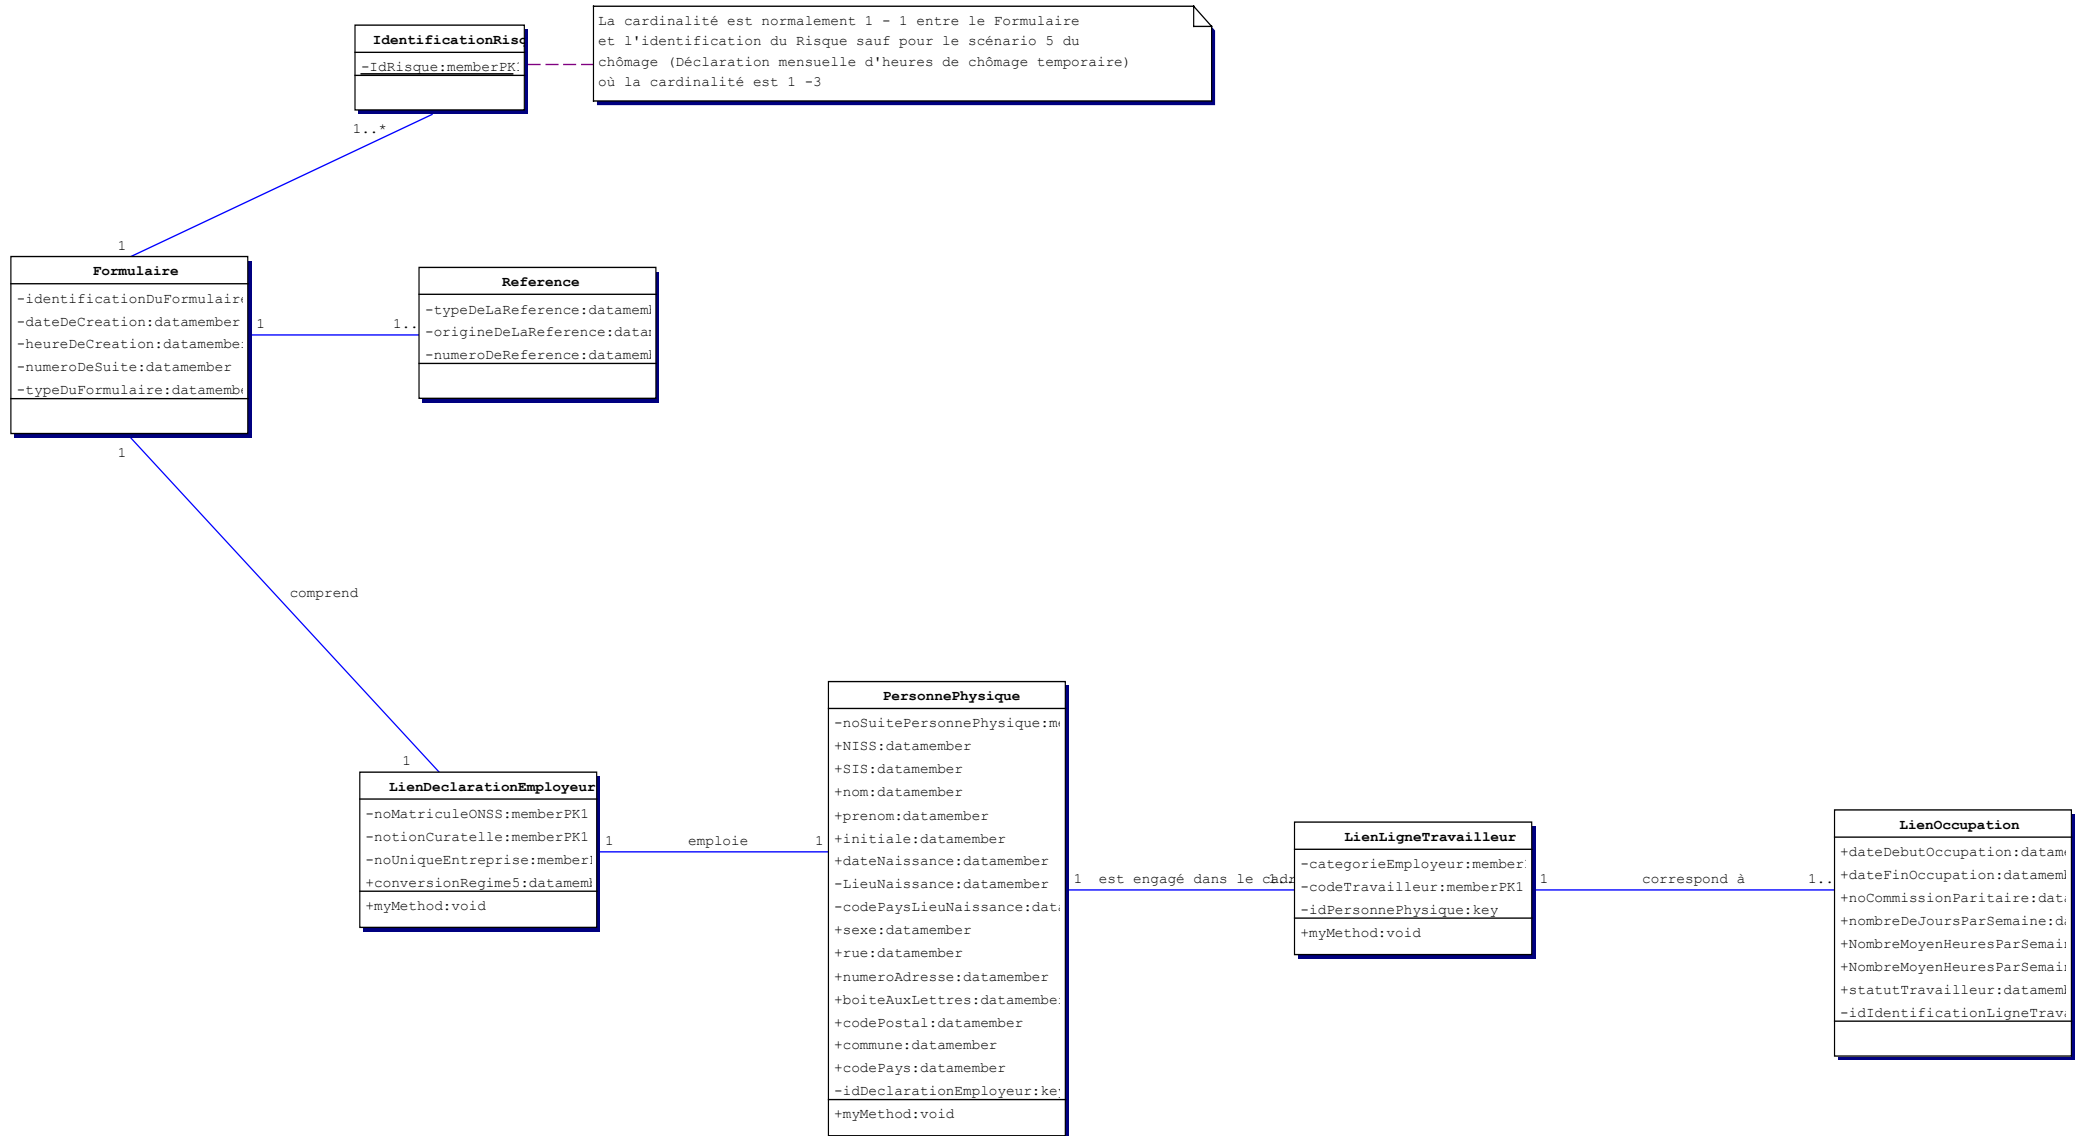 IdentificationRisq
-IdRisque:memberPK1
La cardinalité est normalement 1 - 1 entre le Formulaire
et l'identification du Risque sauf pour le scénario 5 du
chômage (Déclaration mensuelle d'heures de chômage temporaire)
où la cardinalité est 1 -3
1..*
1
Formulaire
-identificationDuFormulaire
-dateDeCreation:datamember
-heureDeCreation:datamember
-numeroDeSuite:datamember
-typeDuFormulaire:datamembe
1
1..
Reference
-typeDeLaReference:datamem
-origineDeLaReference:data
-numeroDeReference:datamem
1
comprend
1
LienDeclarationEmployeur
-noMatriculeONSS:memberPK1
-notionCuratelle:memberPK1
-noUniqueEntreprise:member
+conversionRegime5:datamem
+myMethod:void
1
emploie
1
PersonnePhysique
-noSuitePersonnePhysique:m
+NISS:datamember
+SIS:datamember
+nom:datamember
+prenom:datamember
+initiale:datamember
+dateNaissance:datamember
-LieuNaissance:datamember
-codePaysLieuNaissance:dat
+sexe:datamember
+rue:datamember
+numeroAdresse:datamember
+boiteAuxLettres:datamembe
+codePostal:datamember
+commune:datamember
+codePays:datamember
-idDeclarationEmployeur:key
+myMethod:void
1
est engagé dans le
LienLigneTravailleur
-categorieEmployeur:member
-codeTravailleur:memberPK1
-idPersonnePhysique:key
+myMethod:void
1
correspond à
1..
LienOccupation
+dateDebutOccupation:datam
+dateFinOccupation:datamem
+noCommissionParitaire:dat
+nombreDeJoursParSemaine:d
+NombreMoyenHeuresParSemai
+NombreMoyenHeuresParSemai
+statutTravailleur:datamem
-idIdentificationLigneTrav